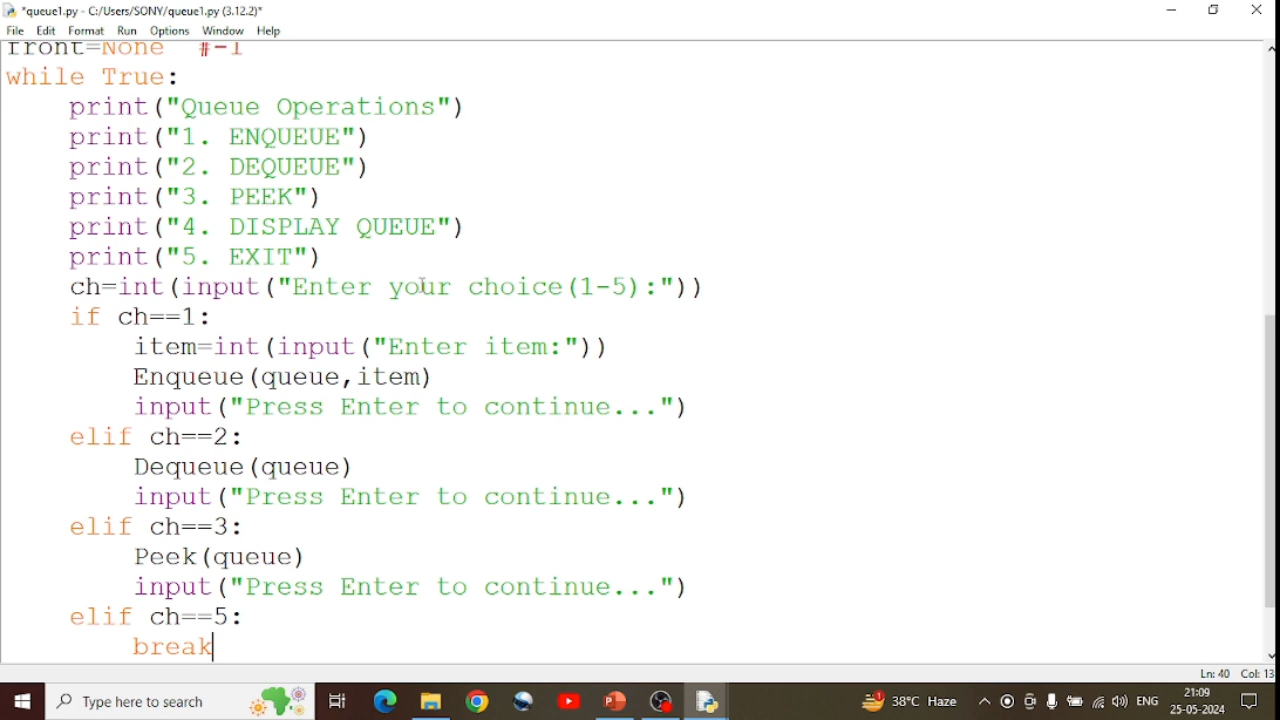 *queue1.py - C:/Users/SONY/queue1.py (3.12.2)*
File Edit Format Run Options Window Help
front=None #-1
while True:
print("Queue Operations")
print("1. ENQUEUE")
print("2. DEQUEUE")
print("3. PEEK")
print("4. DISPLAY QUEUE")
print("5. EXIT")
ch=int(input("Enter your choice(1-5):"))
if ch==1:
item=int(input("Enter item:"))
Enqueue(queue,item)
input("Press Enter to continue...")
elif ch==2:
Dequeue(queue)
input("Press Enter to continue...")
elif ch==3:
Peek(queue)
input("Press Enter to continue...")
elif ch==5:
break
Ln: 40 Col: 13
Type here to search
1
38°C Haze
ENG
21:09
25-05-2024